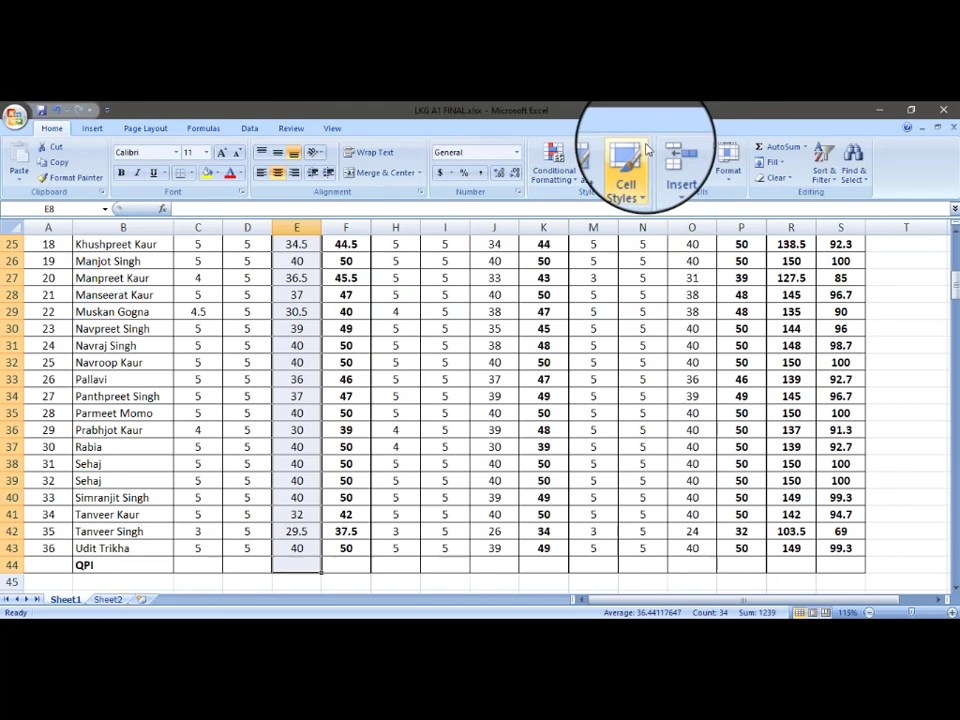 LKG A1 FINAL.xlsx - Microsoft Excel
Home Insert Page Layout Formulas Data Review View
Paste Cut Copy Format Painter Clipboard
Calibri 11 A A B I U A Font
Wrap Text Merge & Center Alignment
General $ % , Number
Conditional Formatting
Cell Styles
Insert
Format
Σ AutoSum Fill Clear Sort & Filter Find & Select Editing
E8 fx
A B C D E F H I J K M N O P R S T
25 18 Khushpreet Kaur 5 5 34.5 44.5 5 5 34 44 5 5 40 50 138.5 92.3
26 19 Manjot Singh 5 5 40 50 5 5 40 50 5 5 40 50 150 100
27 20 Manpreet Kaur 4 5 36.5 45.5 5 5 33 43 3 5 31 39 127.5 85
28 21 Manseerat Kaur 5 5 37 47 5 5 40 50 5 5 38 48 145 96.7
29 22 Muskan Gogna 4.5 5 30.5 40 4 5 38 47 5 5 38 48 135 90
30 23 Navpreet Singh 5 5 39 49 5 5 35 45 5 5 40 50 144 96
31 24 Navraj Singh 5 5 40 50 5 5 38 48 5 5 40 50 148 98.7
32 25 Navroop Kaur 5 5 40 50 5 5 40 50 5 5 40 50 150 100
33 26 Pallavi 5 5 36 46 5 5 37 47 5 5 36 46 139 92.7
34 27 Panthpreet Singh 5 5 37 47 5 5 39 49 5 5 39 49 145 96.7
35 28 Parmeet Momo 5 5 40 50 5 5 40 50 5 5 40 50 150 100
36 29 Prabhjot Kaur 4 5 30 39 4 5 39 48 5 5 40 50 137 91.3
37 30 Rabia 5 5 40 50 4 5 30 39 5 5 40 50 139 92.7
38 31 Sehaj 5 5 40 50 5 5 40 50 5 5 40 50 150 100
39 32 Sehaj 5 5 40 50 5 5 40 50 5 5 40 50 150 100
40 33 Simranjit Singh 5 5 40 50 5 5 39 49 5 5 40 50 149 99.3
41 34 Tanveer Kaur 5 5 32 42 5 5 40 50 5 5 40 50 142 94.7
42 35 Tanveer Singh 3 5 29.5 37.5 3 5 26 34 3 5 24 32 103.5 69
43 36 Udit Trikha 5 5 40 50 5 5 39 49 5 5 40 50 149 99.3
44 QPI
45
Sheet1 Sheet2
Ready Average: 36.44117647 Count: 34 Sum: 1239 115%